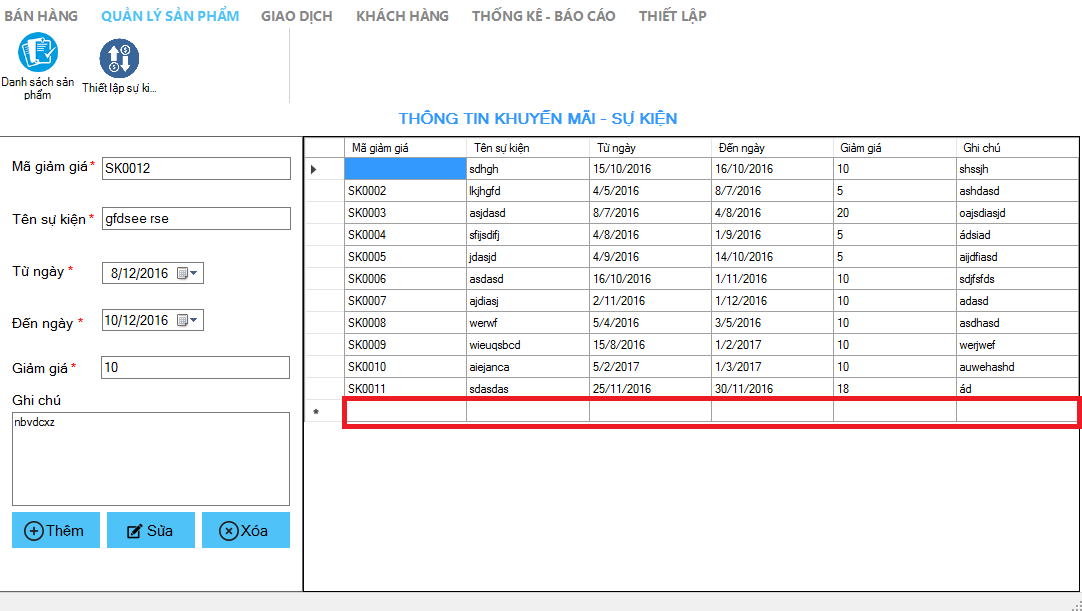 BÁN HÀNG QUẢN LÝ SẢN PHẨM GIAO DỊCH KHÁCH HÀNG THỐNG KÊ - BÁO CÁO THIẾT LẬP
Danh sách sản
phẩm
Thiết lập sự ki...
THÔNG TIN KHUYẾN MÃI - SỰ KIỆN
Mã giảm giá* SK0012
Tên sự kiện* gfdsee rse
Từ ngày * 8/12/2016
Đến ngày * 10/12/2016
Giảm giá* 10
Ghi chú
nbvdcxz
Thêm Sửa Xóa
Mã giảm giá Tên sự kiện Từ ngày Đến ngày Giảm giá Ghi chú
sdhgh 15/10/2016 16/10/2016 10 shssjh
SK0002 lkjhgfd 4/5/2016 8/7/2016 5 ashdasd
SK0003 asjdasd 8/7/2016 4/8/2016 20 oajsdiasjd
SK0004 sfijsdifj 4/8/2016 1/9/2016 5 ádsiad
SK0005 jdasjd 4/9/2016 14/10/2016 5 aijdfiasd
SK0006 asdasd 16/10/2016 1/11/2016 10 sdjfsfds
SK0007 ajdiasj 2/11/2016 1/12/2016 10 adasd
SK0008 werwf 5/4/2016 3/5/2016 10 asdhasd
SK0009 wieuqsbcd 15/8/2016 1/2/2017 10 werjwef
SK0010 aiejanca 5/2/2017 1/3/2017 10 auwehashd
SK0011 sdasdas 25/11/2016 30/11/2016 18 ád
*